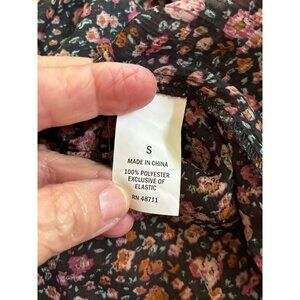 S
MADE IN CHINA
100% POLYESTER
EXCLUSIVE OF
ELASTIC
RN 48711